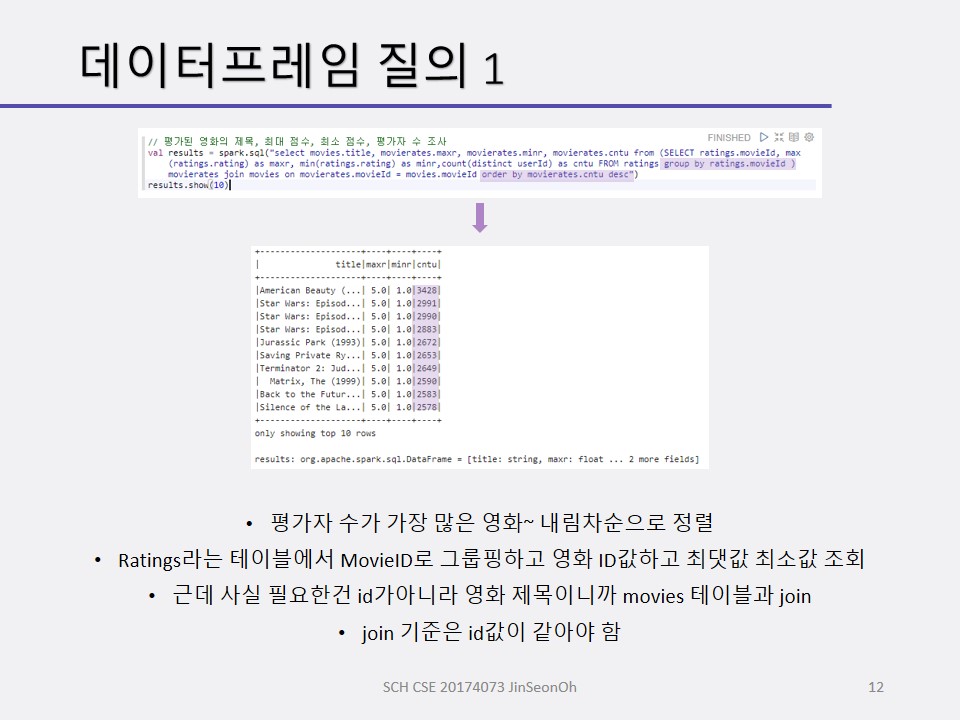 데이터프레임 질의 1
FINISHED
// 평가된 영화의 제목, 최대 점수, 최소 점수, 평가자 수 조사
val results = spark.sql("select movies.title, movierates.maxr, movierates.minr, movierates.cntu from (SELECT ratings.movieId, max
(ratings.rating) as maxr, min(ratings.rating) as minr,count(distinct userId) as cntu FROM ratings group by ratings.movieId )
movierates join movies on movierates.movieId = movies.movieId order by movierates.cntu desc")
results.show(10)
+--------------------+----+----+----+
|               title|maxr|minr|cntu|
+--------------------+----+----+----+
|American Beauty (...| 5.0| 1.0|3428|
|Star Wars: Episod...| 5.0| 1.0|2991|
|Star Wars: Episod...| 5.0| 1.0|2990|
|Star Wars: Episod...| 5.0| 1.0|2883|
|Jurassic Park (1993)| 5.0| 1.0|2672|
|Saving Private Ry...| 5.0| 1.0|2653|
|Terminator 2: Jud...| 5.0| 1.0|2649|
|  Matrix, The (1999)| 5.0| 1.0|2590|
|Back to the Futur...| 5.0| 1.0|2583|
|Silence of the La...| 5.0| 1.0|2578|
+--------------------+----+----+----+
only showing top 10 rows
results: org.apache.spark.sql.DataFrame = [title: string, maxr: float ... 2 more fields]
• 평가자 수가 가장 많은 영화~ 내림차순으로 정렬
• Ratings라는 테이블에서 MovieID로 그룹핑하고 영화 ID값하고 최댓값 최소값 조회
• 근데 사실 필요한건 id가아니라 영화 제목이니까 movies 테이블과 join
• join 기준은 id값이 같아야 함
SCH CSE 20174073 JinSeonOh
12